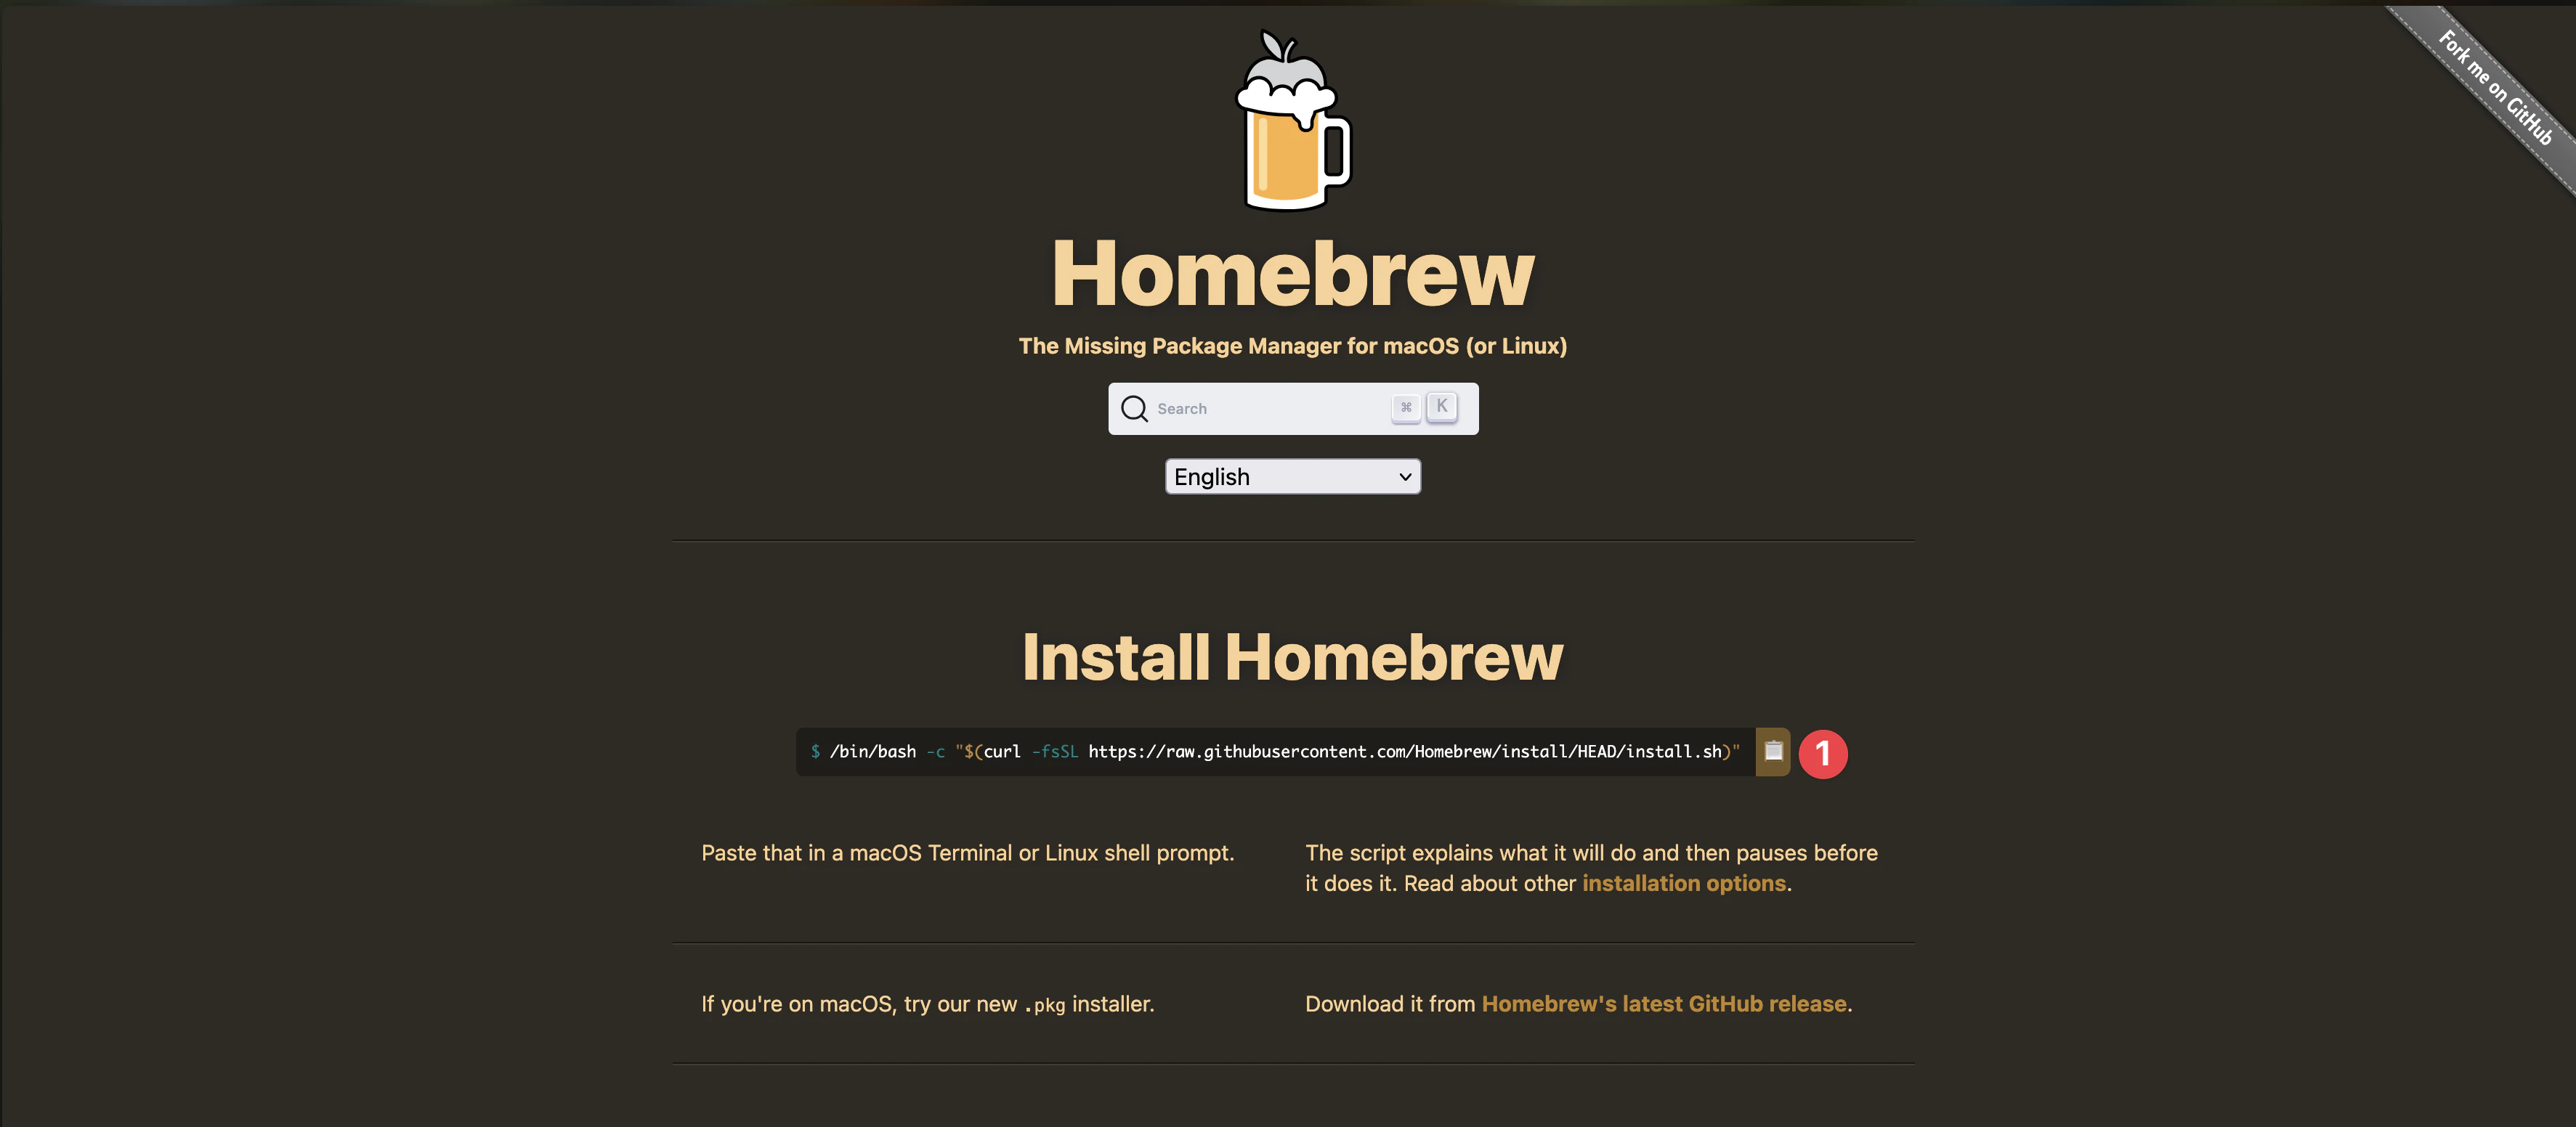 Fork me on GitHub
Homebrew
The Missing Package Manager for macOS (or Linux)
Search ⌘ K
English
Install Homebrew
$ /bin/bash -c "$(curl -fsSL https://raw.githubusercontent.com/Homebrew/install/HEAD/install.sh)"
1
Paste that in a macOS Terminal or Linux shell prompt.
The script explains what it will do and then pauses before
it does it. Read about other installation options.
If you're on macOS, try our new .pkg installer.
Download it from Homebrew's latest GitHub release.